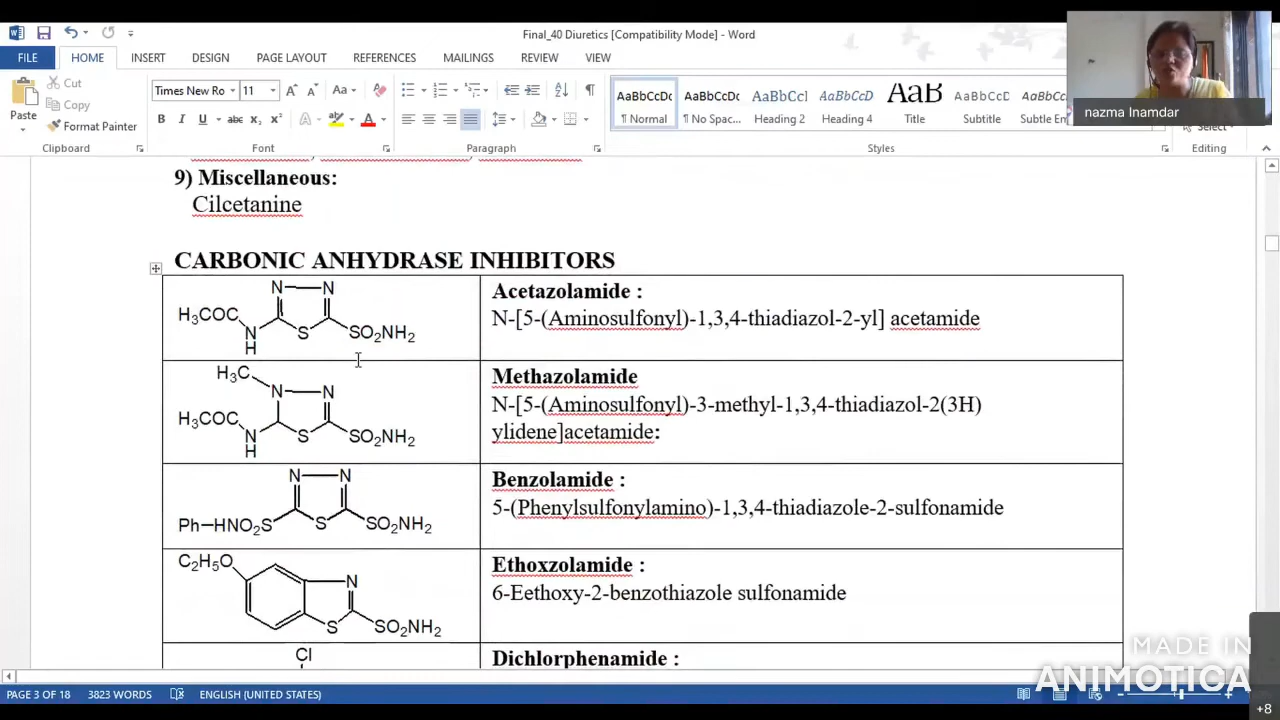 Final_40 Diuretics [Compatibility Mode] - Word
FILE HOME INSERT DESIGN PAGE LAYOUT REFERENCES MAILINGS REVIEW VIEW
Cut
Copy
Format Painter
Paste
Times New Ro 11
AaBbCcDc AaBbCcDc AaBbCcI AaBbCcDc AaB AaBbCcD AaBbCcDc
¶ Normal ¶ No Spac... Heading 2 Heading 4 Title Subtitle Subtle Em
Select
Clipboard Font Paragraph Styles Editing
nazma Inamdar
9) Miscellaneous:
Cilcetanine
CARBONIC ANHYDRASE INHIBITORS
N N
H3COC
N
H
S
SO2NH2
Acetazolamide :
N-[5-(Aminosulfonyl)-1,3,4-thiadiazol-2-yl] acetamide
H3C
N N
H3COC
N
H
S
SO2NH2
Methazolamide
N-[5-(Aminosulfonyl)-3-methyl-1,3,4-thiadiazol-2(3H)
ylidene]acetamide:
N N
Ph-HNO2S
S
SO2NH2
Benzolamide :
5-(Phenylsulfonylamino)-1,3,4-thiadiazole-2-sulfonamide
C2H5O
N
S
SO2NH2
Ethoxzolamide :
6-Eethoxy-2-benzothiazole sulfonamide
Cl
Dichlorphenamide :
MADE IN
ANIMOTICA
PAGE 3 OF 18 3823 WORDS ENGLISH (UNITED STATES)
+8